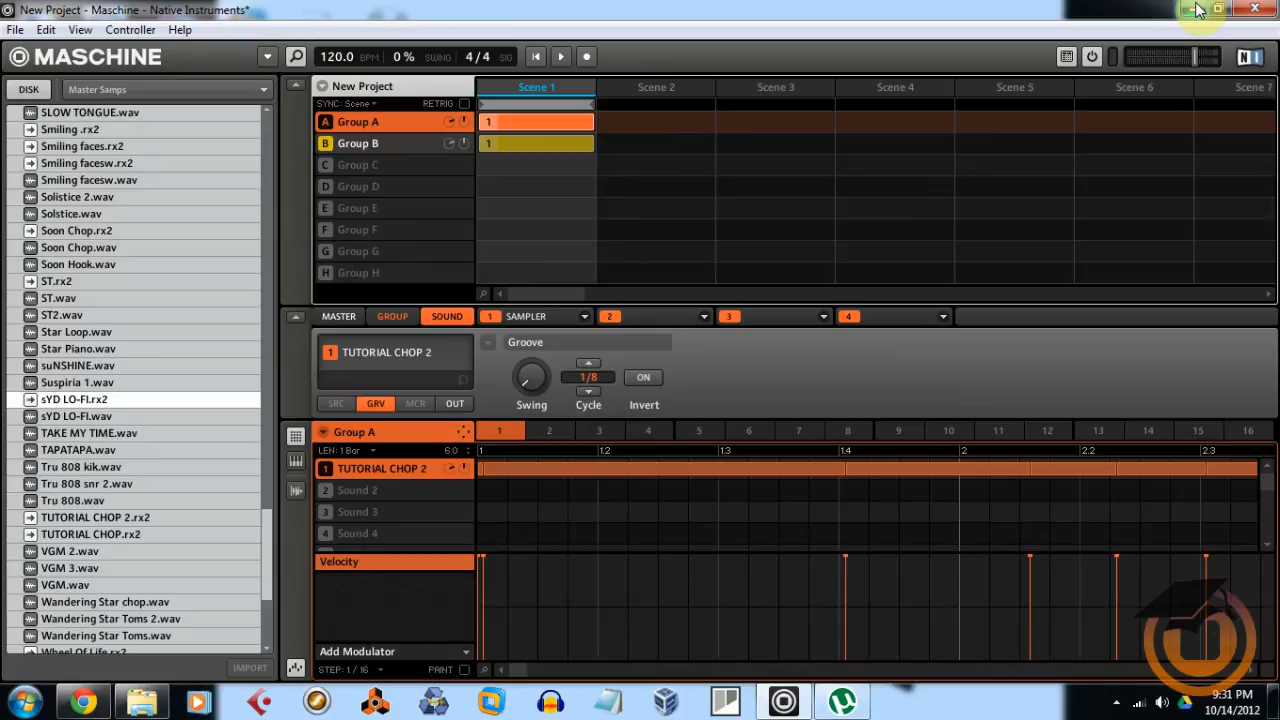 New Project - Maschine - Native Instruments*
File Edit View Controller Help
MASCHINE 120.0 BPM 0% SWING 4/4 SIG
DISK Master Samps
SLOW TONGUE.wav
Smiling .rx2
Smiling faces.rx2
Smiling facesw.rx2
Smiling facesw.wav
Solistice 2.wav
Solstice.wav
Soon Chop.rx2
Soon Chop.wav
Soon Hook.wav
ST.rx2
ST.wav
ST2.wav
Star Loop.wav
Star Piano.wav
suNSHINE.wav
Suspiria 1.wav
sYD LO-FI.rx2
sYD LO-FI.wav
TAKE MY TIME.wav
TAPATAPA.wav
Tru 808 kik.wav
Tru 808 snr 2.wav
Tru 808.wav
TUTORIAL CHOP 2.rx2
TUTORIAL CHOP.rx2
VGM 2.wav
VGM 3.wav
VGM.wav
Wandering Star chop.wav
Wandering Star Toms 2.wav
Wandering Star Toms.wav
Wheel Of Life.rx2
IMPORT
New Project Scene 1 Scene 2 Scene 3 Scene 4 Scene 5 Scene 6 Scene 7
SYNC: Scene RETRIG
A Group A 1
B Group B 1
C Group C
D Group D
E Group E
F Group F
G Group G
H Group H
MASTER GROUP SOUND 1 SAMPLER 2 3 4
1 TUTORIAL CHOP 2
Groove
1/8 ON
Swing Cycle Invert
SRC GRV MCR OUT
Group A 1 2 3 4 5 6 7 8 9 10 11 12 13 14 15 16
LEN: 1 Bar 6.0 1 1.2 1.3 1.4 2 2.2 2.3
1 TUTORIAL CHOP 2
2 Sound 2
3 Sound 3
4 Sound 4
Velocity
Add Modulator
STEP: 1 / 16 PAINT
9:31 PM
10/14/2012